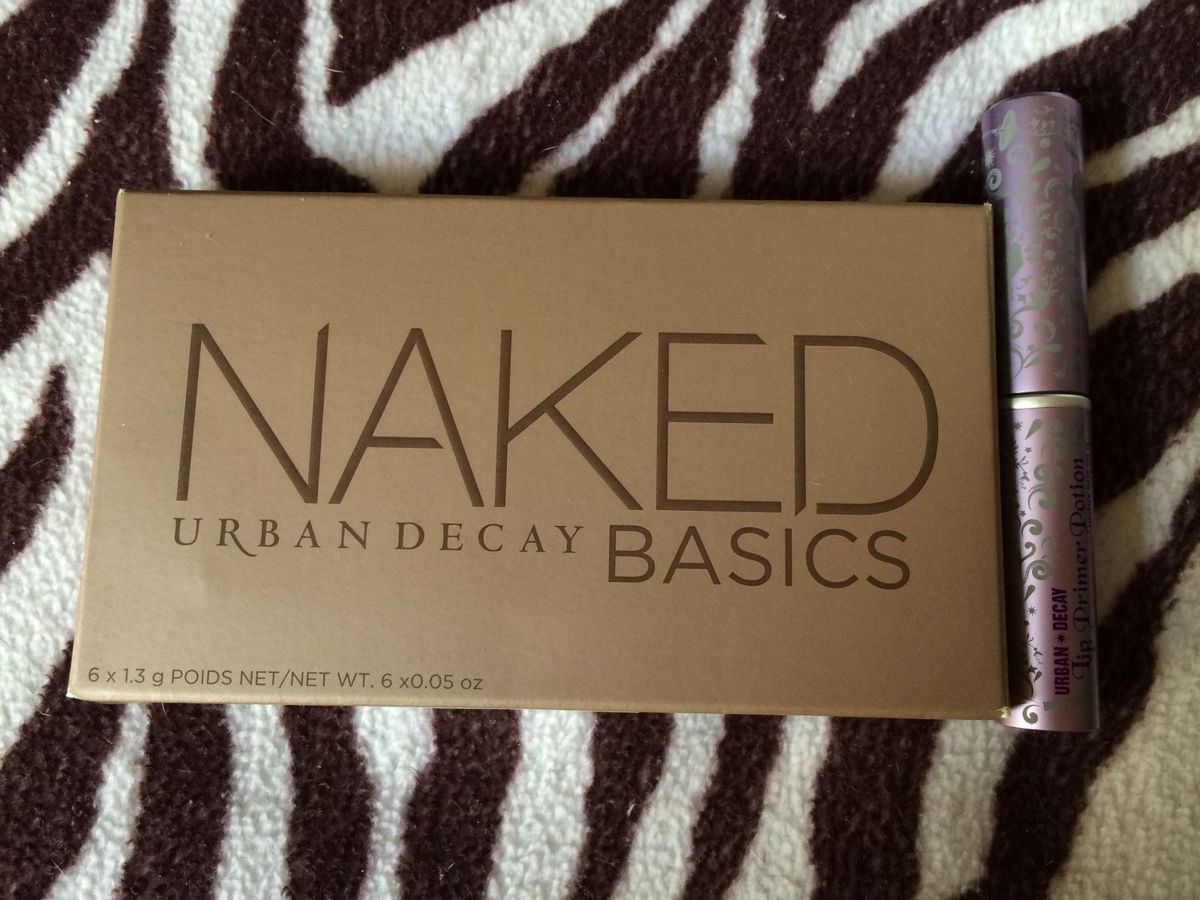 NAKED
URBAN DECAY
BASICS
6 x 1.3 g POIDS NET/NET WT. 6 x0.05 oz
URBAN✷DECAY
Lip Primer Potion